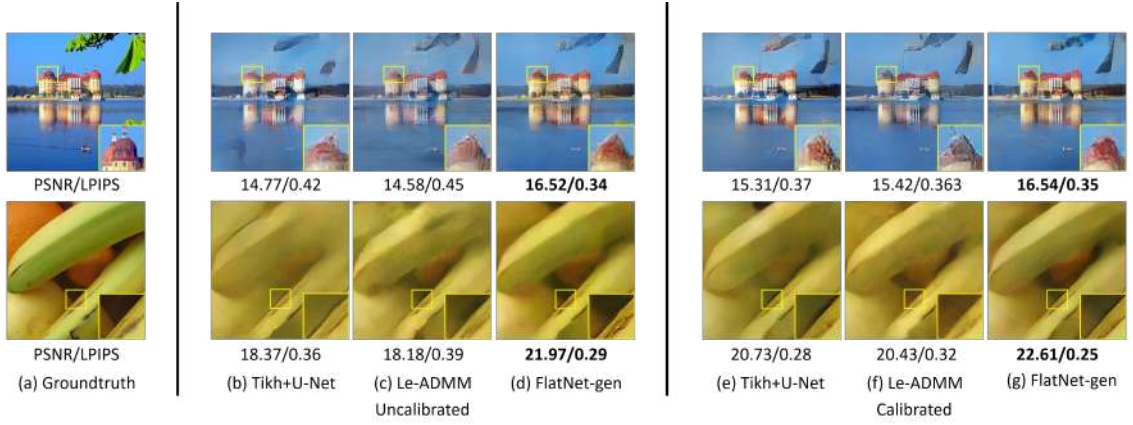 PSNR/LPIPS 14.77/0.42 14.58/0.45 16.52/0.34 15.31/0.37 15.42/0.363 16.54/0.35
PSNR/LPIPS 18.37/0.36 18.18/0.39 21.97/0.29 20.73/0.28 20.43/0.32 22.61/0.25
(a) Groundtruth (b) Tikh+U-Net (c) Le-ADMM (d) FlatNet-gen (e) Tikh+U-Net (f) Le-ADMM (g) FlatNet-gen
Uncalibrated Calibrated